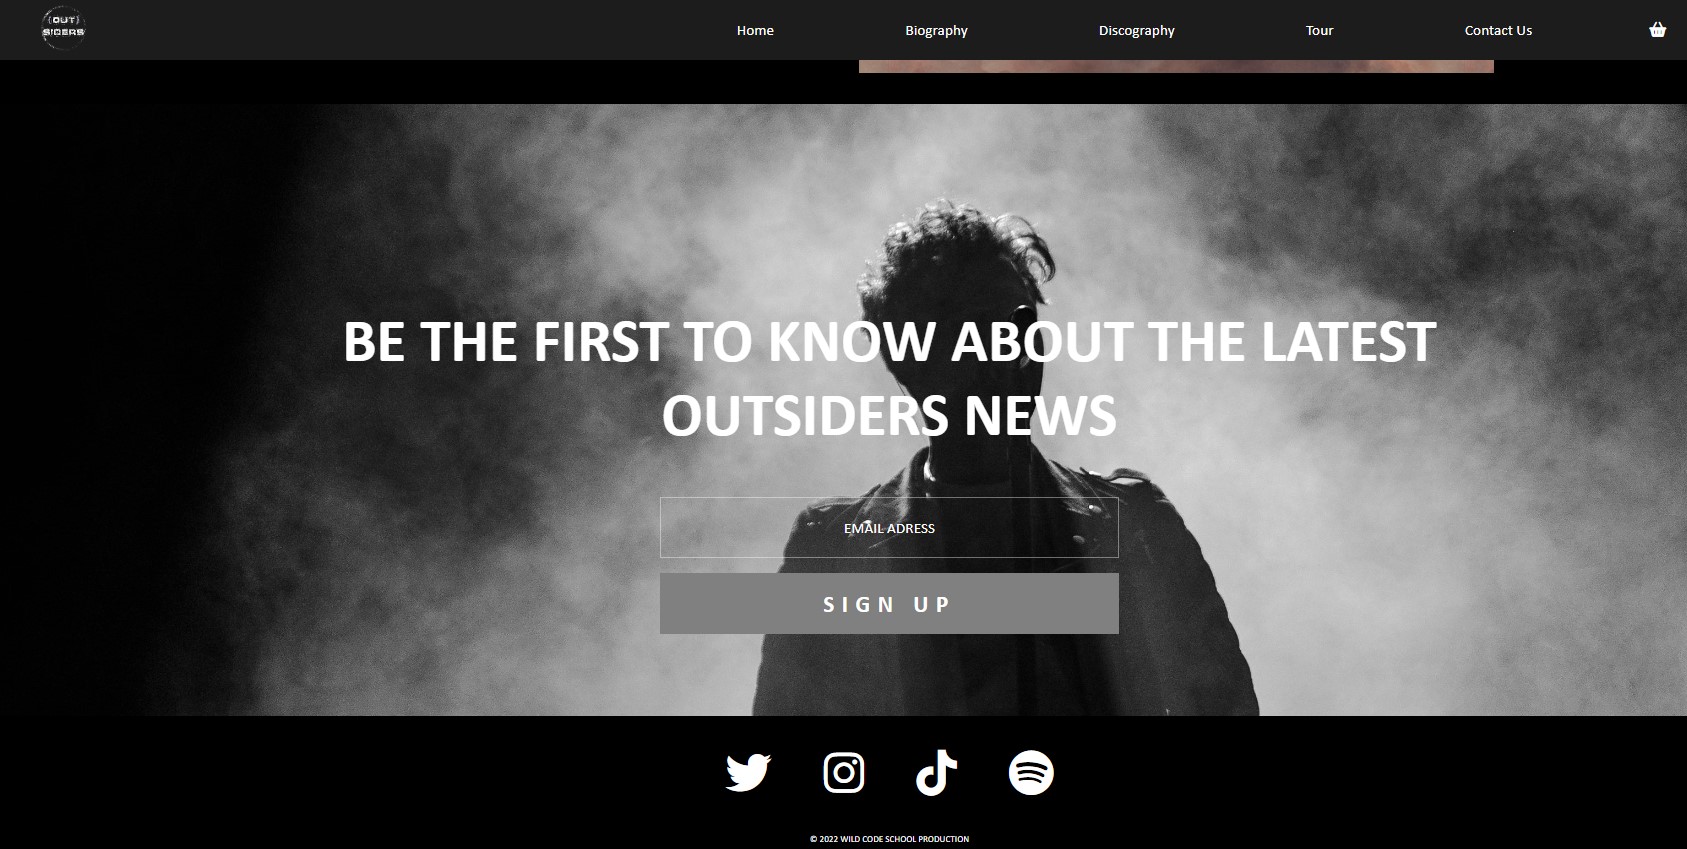 (OUT)
SIDERS
Home Biography Discography Tour Contact Us
BE THE FIRST TO KNOW ABOUT THE LATEST
OUTSIDERS NEWS
EMAIL ADRESS
SIGN UP
© 2022 WILD CODE SCHOOL PRODUCTION